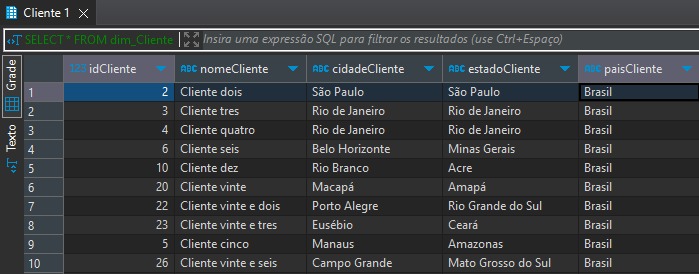 Cliente 1
SELECT * FROM dim_Cliente Insira uma expressão SQL para filtrar os resultados (use Ctrl+Espaço)
Grade
Texto
123 idCliente ABC nomeCliente ABC cidadeCliente ABC estadoCliente ABC paisCliente
1 2 Cliente dois São Paulo São Paulo Brasil
2 3 Cliente tres Rio de Janeiro Rio de Janeiro Brasil
3 4 Cliente quatro Rio de Janeiro Rio de Janeiro Brasil
4 6 Cliente seis Belo Horizonte Minas Gerais Brasil
5 10 Cliente dez Rio Branco Acre Brasil
6 20 Cliente vinte Macapá Amapá Brasil
7 22 Cliente vinte e dois Porto Alegre Rio Grande do Sul Brasil
8 23 Cliente vinte e tres Eusébio Ceará Brasil
9 5 Cliente cinco Manaus Amazonas Brasil
10 26 Cliente vinte e seis Campo Grande Mato Grosso do Sul Brasil